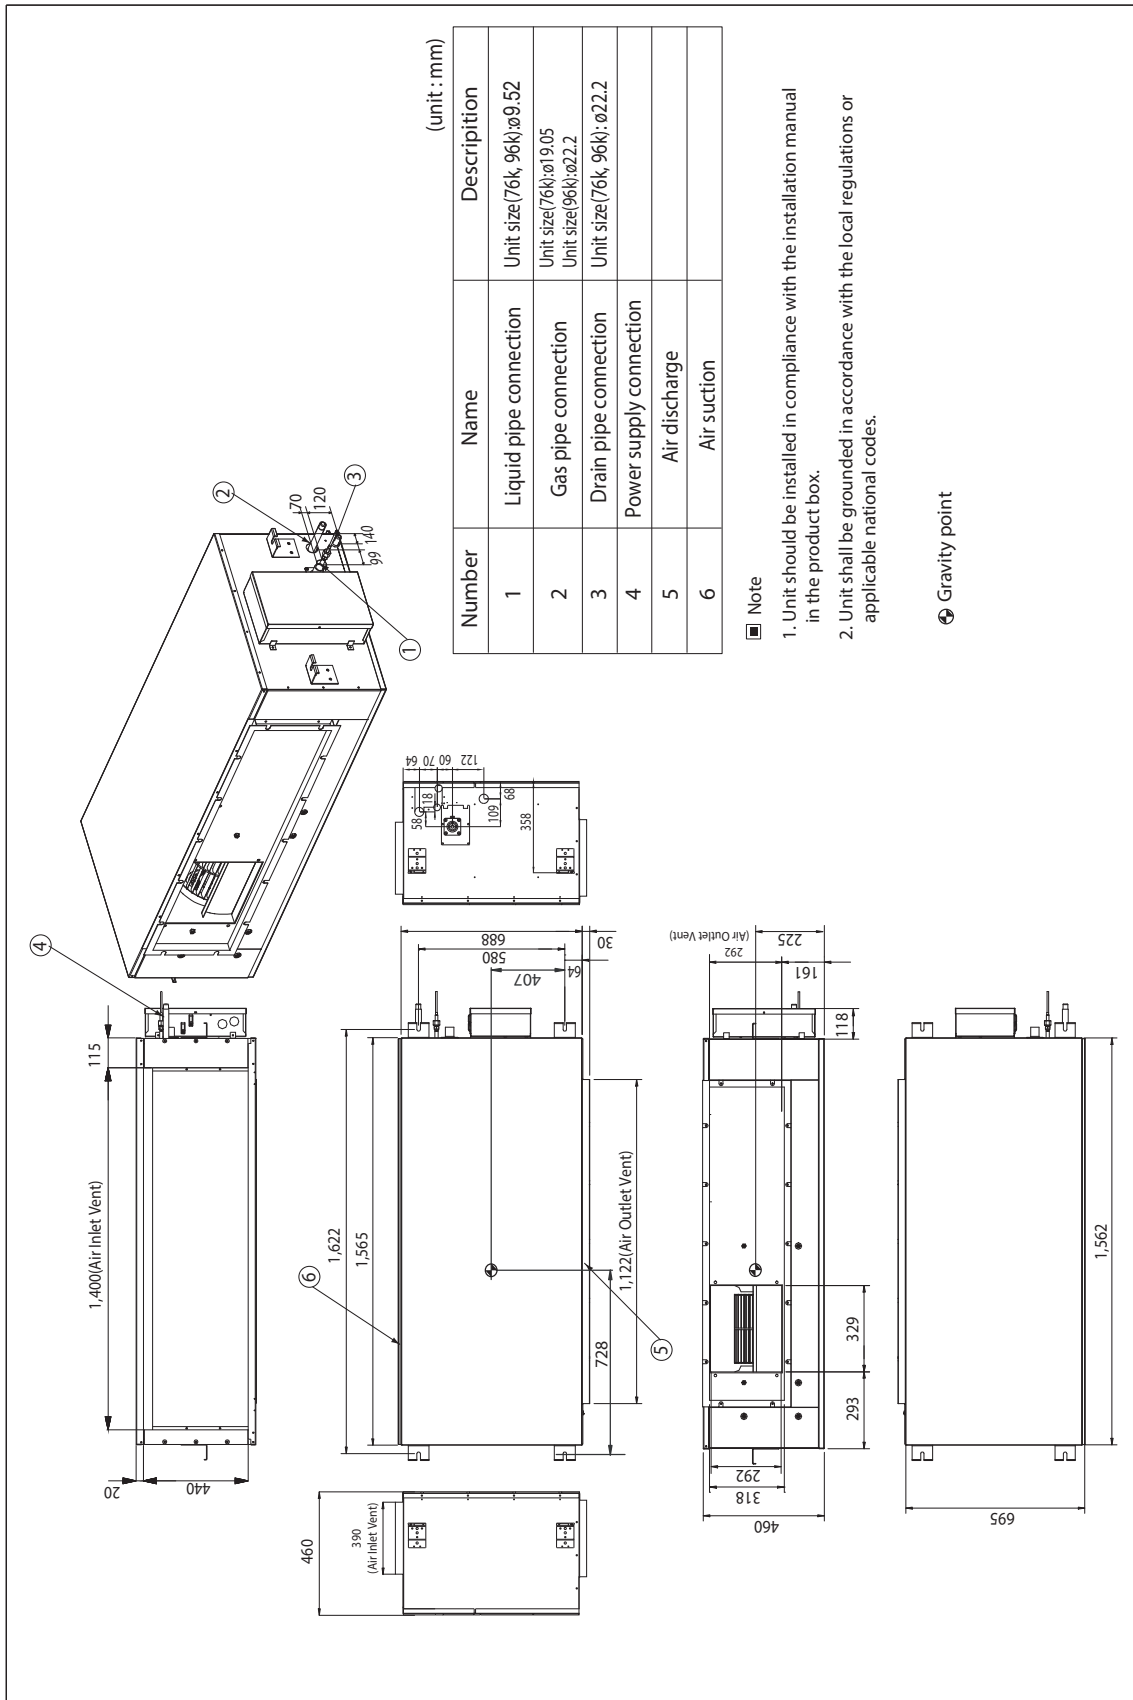 (unit : mm)
Number Name Descripition
1 Liquid pipe connection Unit size(76k, 96k):ø9.52
2 Gas pipe connection Unit size(76k):ø19.05
Unit size(96k):ø22.2
3 Drain pipe connection Unit size(76k, 96k): ø22.2
4 Power supply connection
5 Air discharge
6 Air suction
Note
1. Unit should be installed in compliance with the installation manual
in the product box.
2. Unit shall be grounded in accordance with the local regulations or
applicable national codes.
Gravity point
1
2
3
70
120
140
99
4
20
440
1,400(Air Inlet Vent)
115
460
390
(Air Inlet Vent)
6
1,622
1,565
688
580
407
64
30
728
1,122(Air Outlet Vent)
5
64
70
60
122
58
118
109
68
358
460
318
292
293
329
118
292
(Air Outlet Vent)
161
225
695
1,562